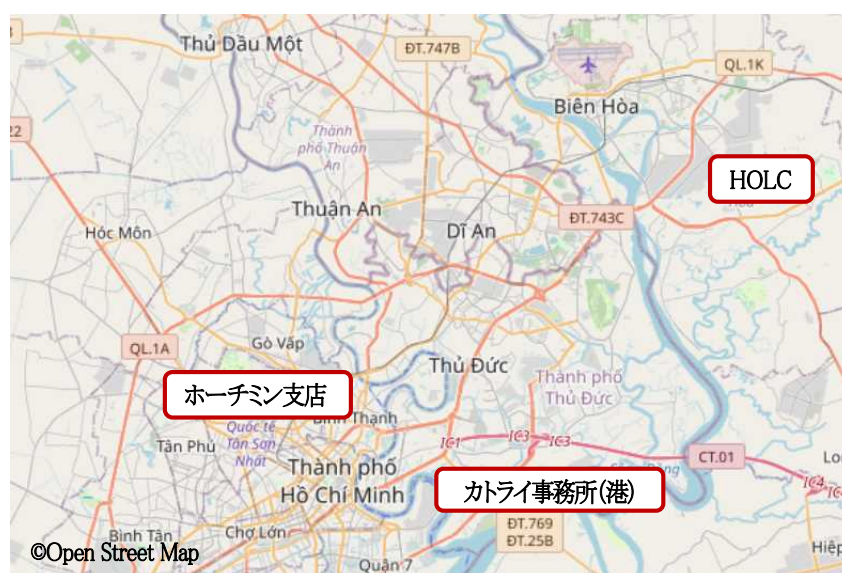 Thủ Dầu Một
ĐT.747B
QL.1K
Biên Hòa
22
Thành
phố Thuận
An
HOLC
Thuận An
ĐT.743C
Dĩ An
Hóc Môn
QL.1A
Gò Vấp
Thủ Đức
Thành phố
Thủ Đức
ホーチミン支店
Bình Thạnh
Quốc tế
Tân Sơn
Nhất
Tân Phú
IC1
IC3
IC3
CT.01
Thành phố
Hồ Chí Minh
カトライ事務所(港)
IC4
ĐT.769
ĐT.25B
Bình Tân
Chợ Lớn
Quận 7
Hiệp
©Open Street Map